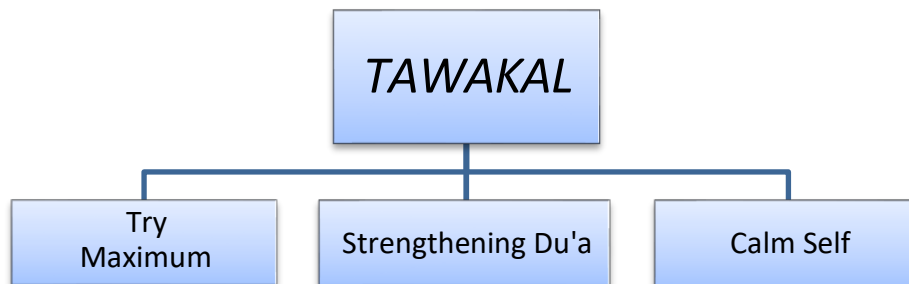 TAWAKAL
Try
Maximum
Strengthening Du'a
Calm Self